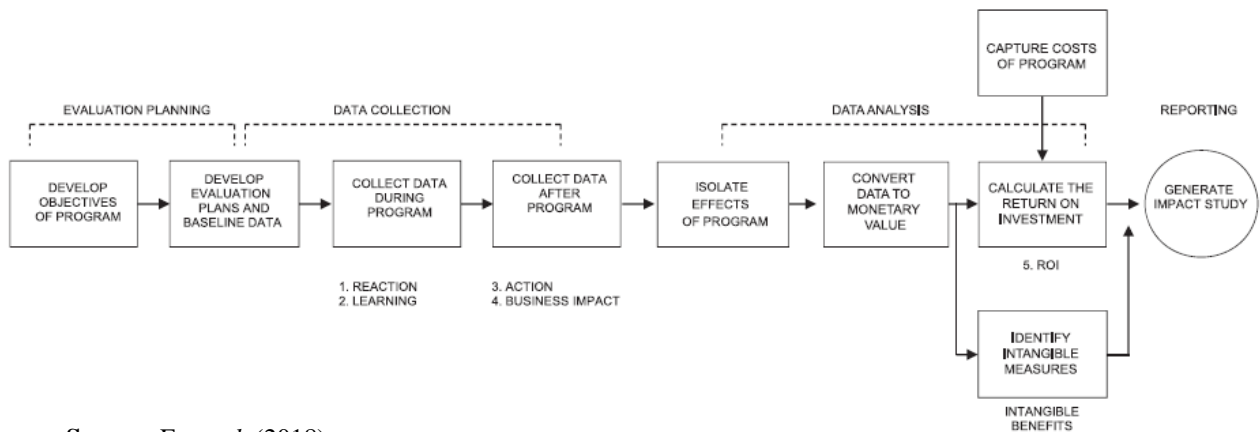 CAPTURE COSTS
OF PROGRAM
EVALUATION PLANNING
DATA COLLECTION
DATA ANALYSIS
REPORTING
DEVELOP
OBJECTIVES
OF PROGRAM
DEVELOP
EVALUATION
PLANS AND
BASELINE DATA
COLLECT DATA
DURING
PROGRAM
COLLECT DATA
AFTER
PROGRAM
ISOLATE
EFFECTS
OF PROGRAM
CONVERT
DATA TO
MONETARY
VALUE
CALCULATE THE
RETURN ON
INVESTMENT
GENERATE
IMPACT STUDY
1. REACTION
2. LEARNING
3. ACTION
4. BUSINESS IMPACT
5. ROI
IDENTIFY
INTANGIBLE
MEASURES
INTANGIBLE
BENEFITS